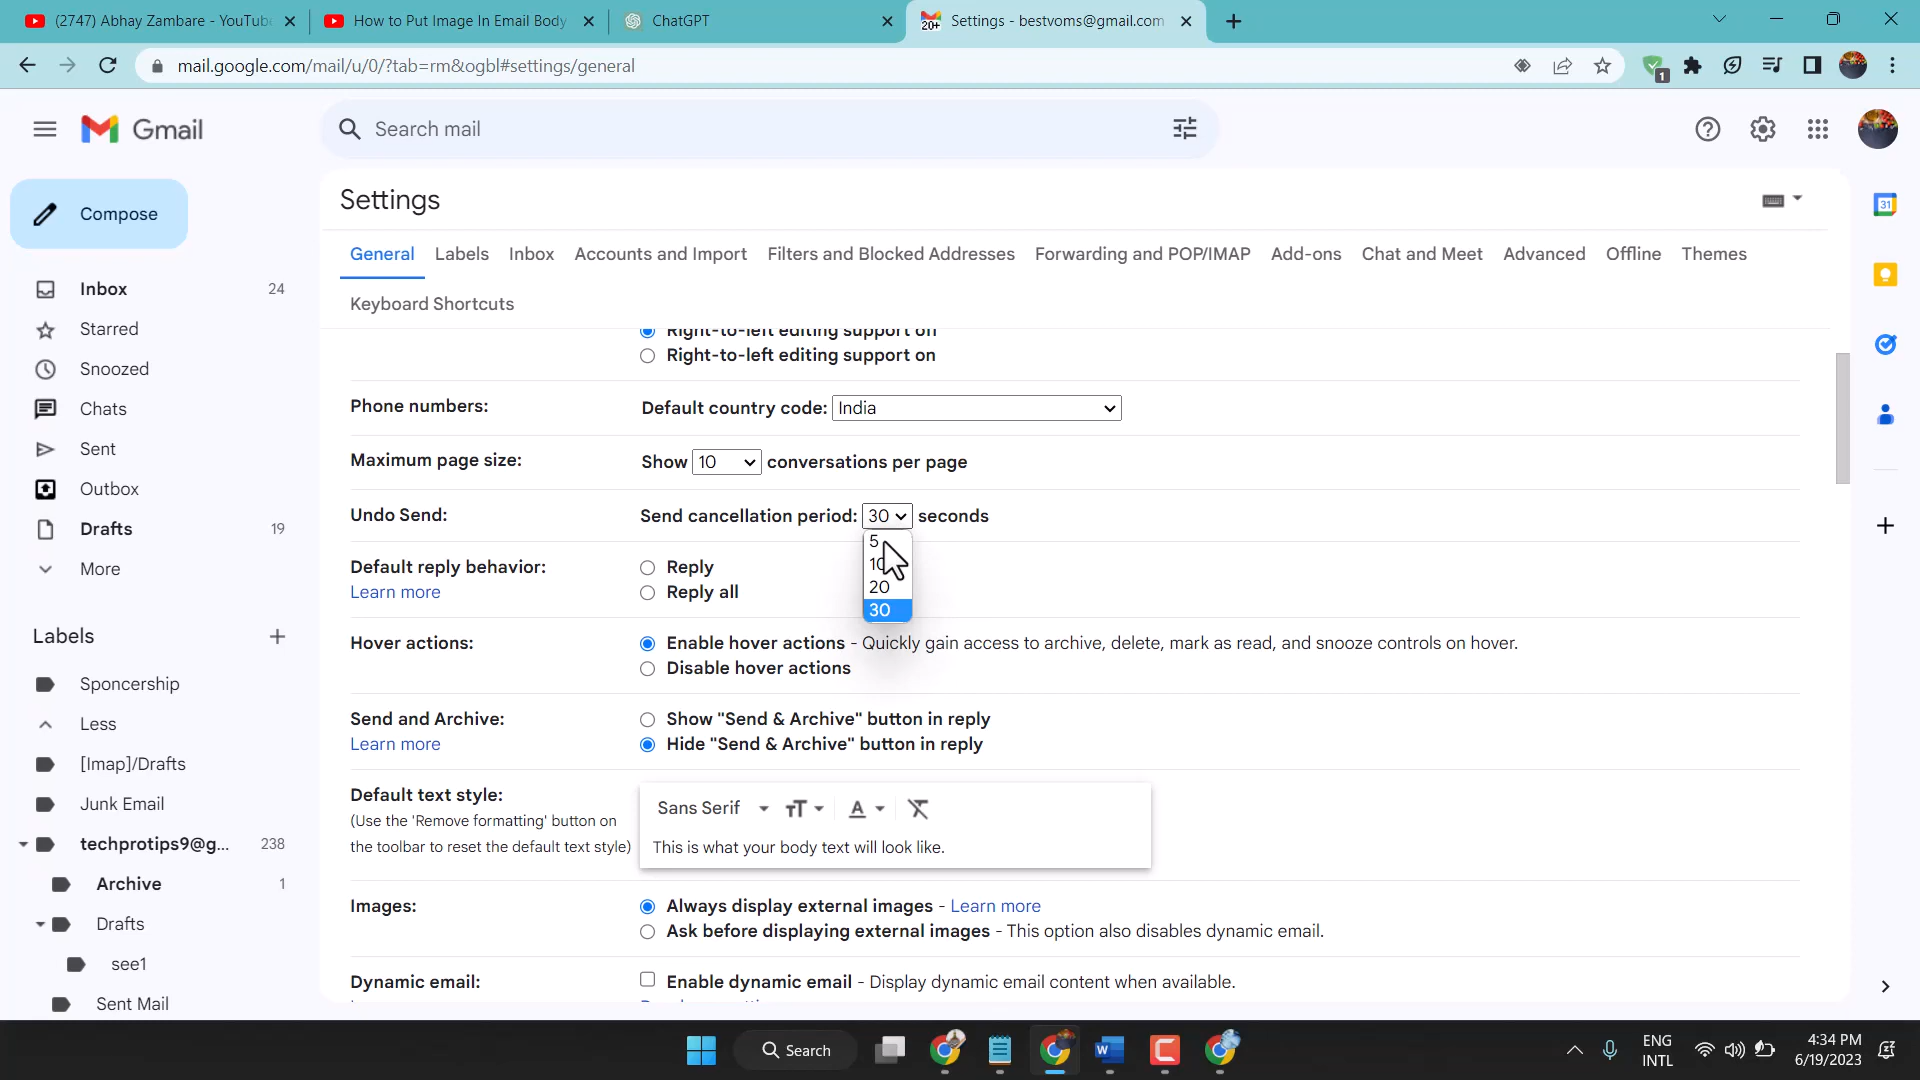 (2747) Abhay Zambare - YouTube
How to Put Image In Email Body
ChatGPT
20+
Settings - bestvoms@gmail.com
mail.google.com/mail/u/0/?tab=rm&ogbl#settings/general
1
Gmail
Search mail
Compose
Inbox 24
Starred
Snoozed
Chats
Sent
Outbox
Drafts 19
More
Labels
Sponcership
Less
[Imap]/Drafts
Junk Email
techprotips9@g... 238
Archive 1
Drafts
see1
Sent Mail
Settings
General Labels Inbox Accounts and Import Filters and Blocked Addresses Forwarding and POP/IMAP Add-ons Chat and Meet Advanced Offline Themes
Keyboard Shortcuts
Right-to-left editing support off
Right-to-left editing support on
Phone numbers: Default country code: India
Maximum page size: Show 10 conversations per page
Undo Send: Send cancellation period: 30 seconds
5
10
20
30
Default reply behavior:
Learn more
Reply
Reply all
Hover actions:
Enable hover actions - Quickly gain access to archive, delete, mark as read, and snooze controls on hover.
Disable hover actions
Send and Archive:
Learn more
Show "Send & Archive" button in reply
Hide "Send & Archive" button in reply
Default text style:
(Use the 'Remove formatting' button on
the toolbar to reset the default text style)
Sans Serif
This is what your body text will look like.
Images:
Always display external images - Learn more
Ask before displaying external images - This option also disables dynamic email.
Dynamic email:
Enable dynamic email - Display dynamic email content when available.
31
Search
ENG
INTL
4:34 PM
6/19/2023